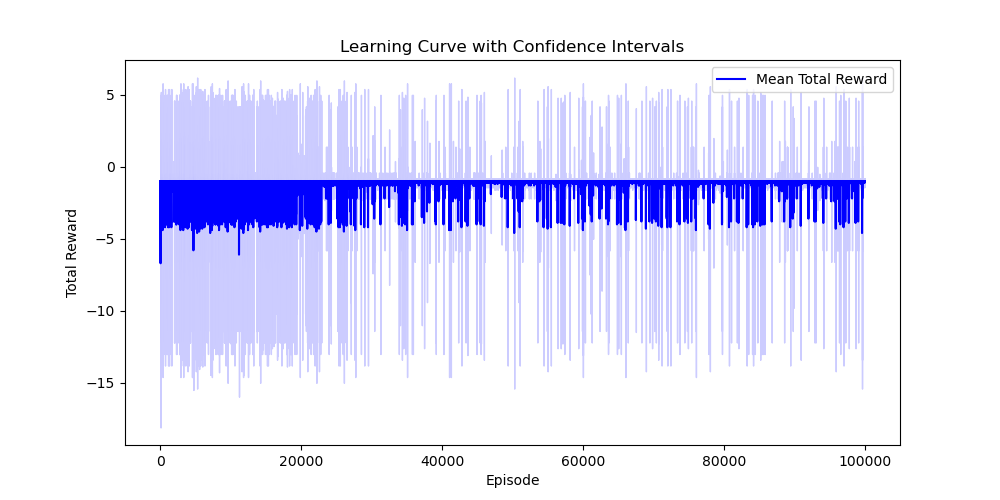 Learning Curve with Confidence Intervals
Mean Total Reward
Total Reward
5
0
−5
−10
−15
0
20000
40000
60000
80000
100000
Episode